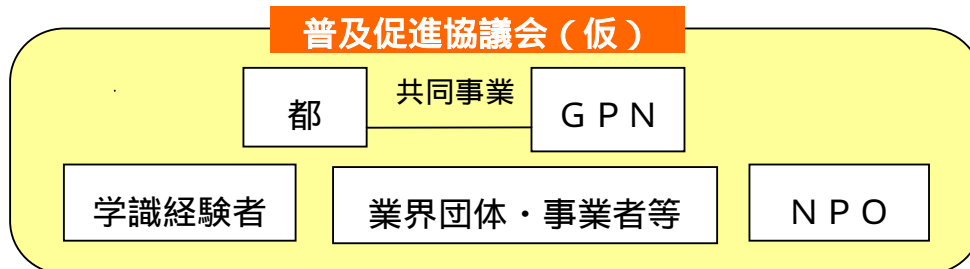 普及促進協議会(仮)
共同事業
都
GPN
学識経験者
業界団体・事業者等
NPO